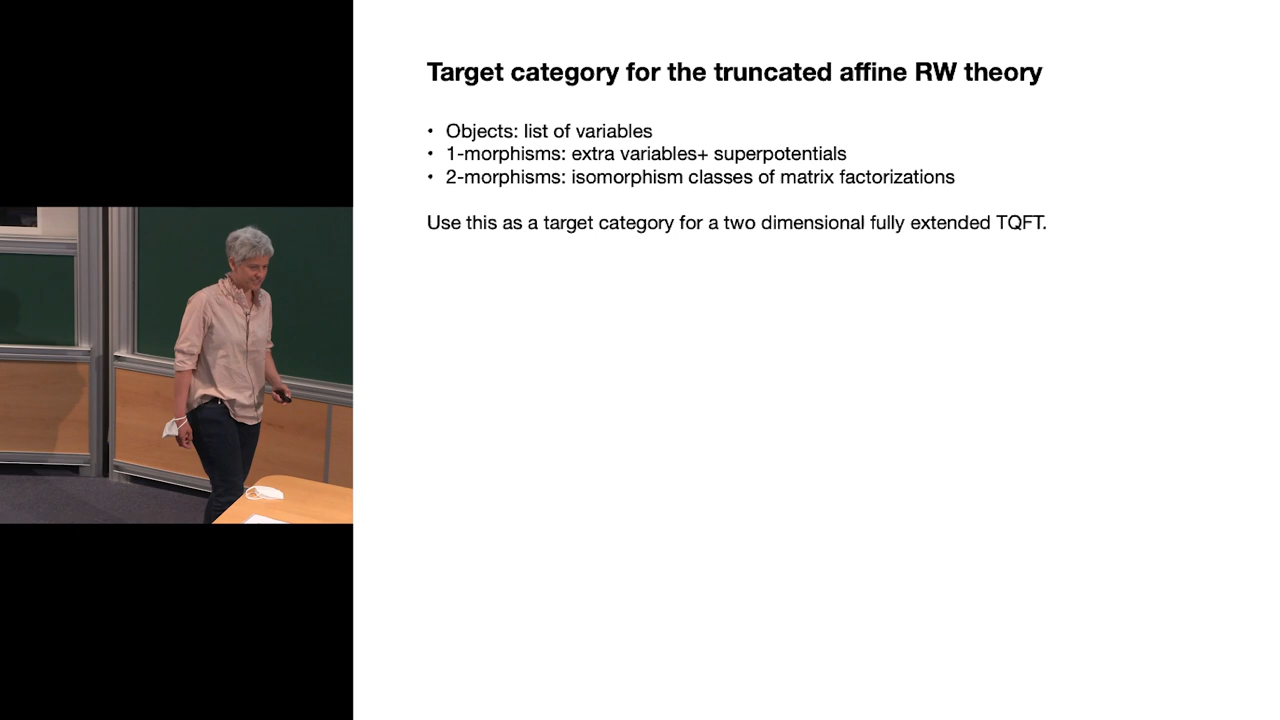 Target category for the truncated affine RW theory
• Objects: list of variables
• 1-morphisms: extra variables+ superpotentials
• 2-morphisms: isomorphism classes of matrix factorizations
Use this as a target category for a two dimensional fully extended TQFT.